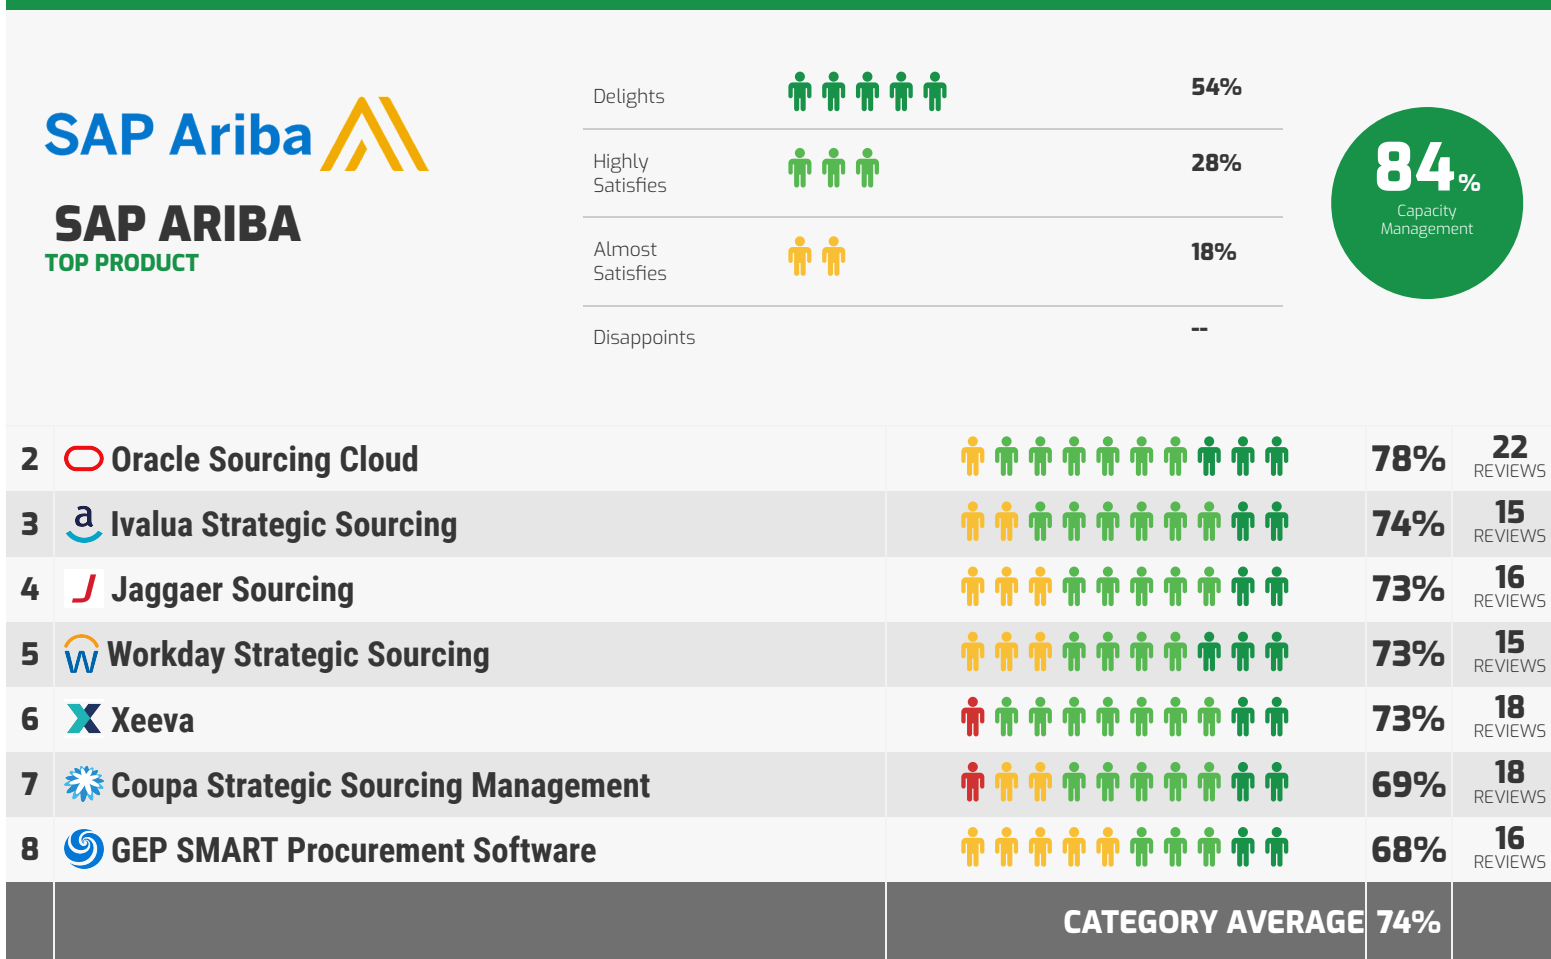 SAP Ariba
SAP ARIBA
TOP PRODUCT
Delights 54%
Highly
Satisfies 28%
Almost
Satisfies 18%
Disappoints --
84%
Capacity
Management
2 Oracle Sourcing Cloud 78% 22 REVIEWS
3 a Ivalua Strategic Sourcing 74% 15 REVIEWS
4 J Jaggaer Sourcing 73% 16 REVIEWS
5 W Workday Strategic Sourcing 73% 15 REVIEWS
6 X Xeeva 73% 18 REVIEWS
7 Coupa Strategic Sourcing Management 69% 18 REVIEWS
8 GEP SMART Procurement Software 68% 16 REVIEWS
CATEGORY AVERAGE 74%